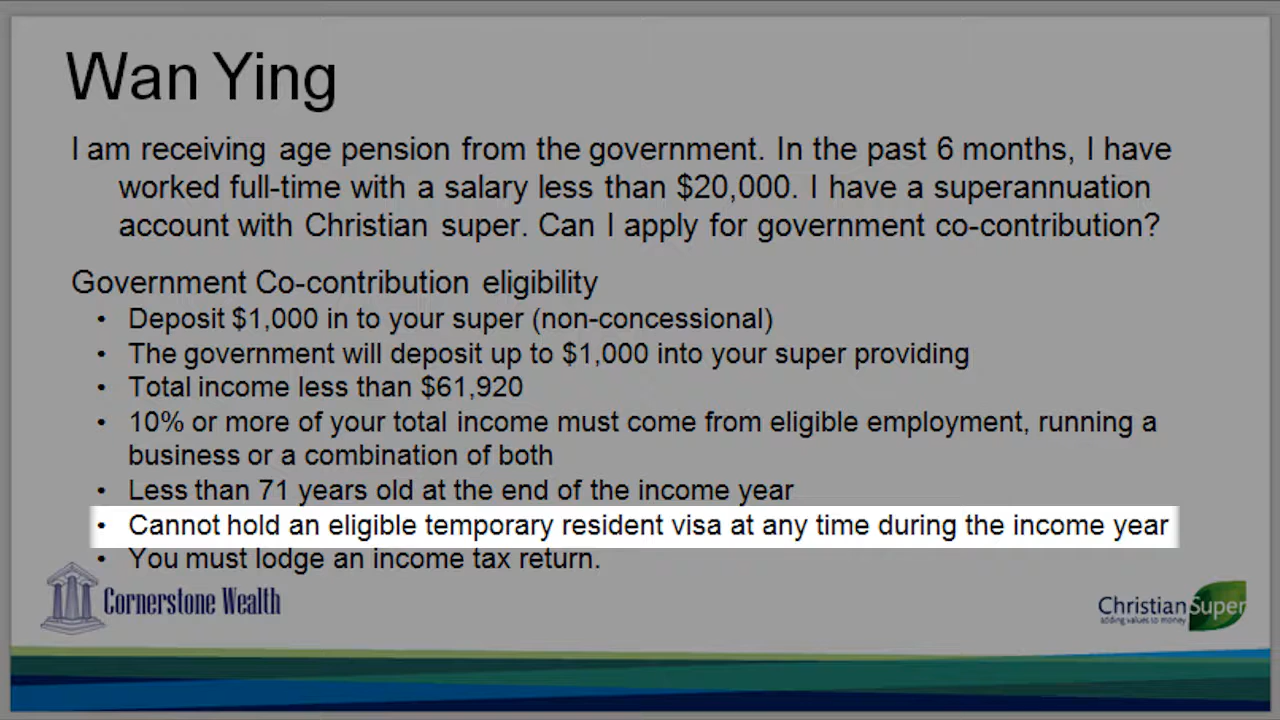 Wan Ying
I am receiving age pension from the government. In the past 6 months, I have
worked full-time with a salary less than $20,000. I have a superannuation
account with Christian super. Can I apply for government co-contribution?
Government Co-contribution eligibility
• Deposit $1,000 in to your super (non-concessional)
• The government will deposit up to $1,000 into your super providing
• Total income less than $61,920
• 10% or more of your total income must come from eligible employment, running a
business or a combination of both
• Less than 71 years old at the end of the income year
• Cannot hold an eligible temporary resident visa at any time during the income year
• You must lodge an income tax return.
Cornerstone Wealth
ChristianSuper
adding values to money